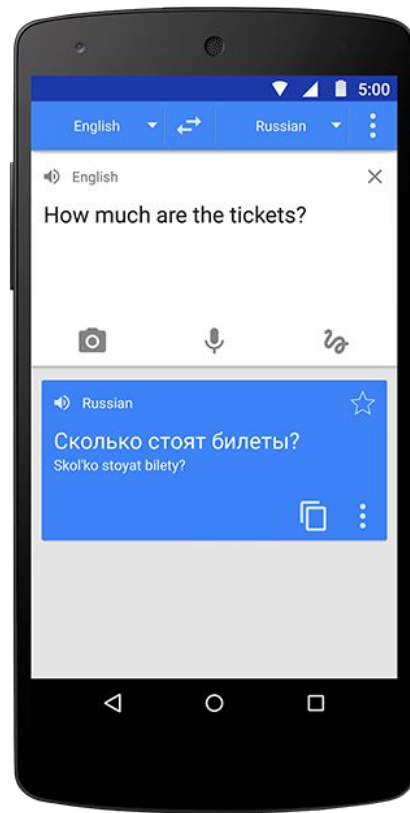 5:00
English
Russian
English
How much are the tickets?
Russian
Сколько стоят билеты?
Skol'ko stoyat bilety?